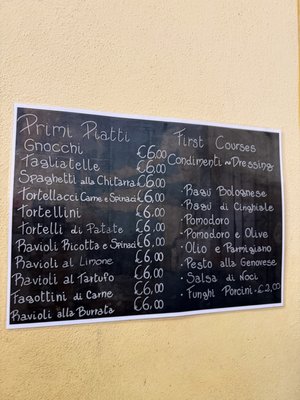 Primi Piatti
Gnocchi €6,00
Tagliatelle €6,00
Spaghetti alla Chitarra €6,00
Tortellacci Carne e Spinaci €6,00
Tortellini €6,00
Tortelli di Patate €6,00
Ravioli Ricotta e Spinaci €6,00
Ravioli al Limone €6,00
Ravioli al Tartufo €6,00
Fagottini di Carne €6,00
Ravioli alla Burrata €6,00
First Courses
Condimenti ~ Dressing
• Ragù Bolognese
• Ragù di Cinghiale
• Pomodoro
• Pomodoro e Olive
• Olio e Parmigiano
• Pesto alla Genovese
• Salsa di Noci
• Funghi Porcini - €2,00